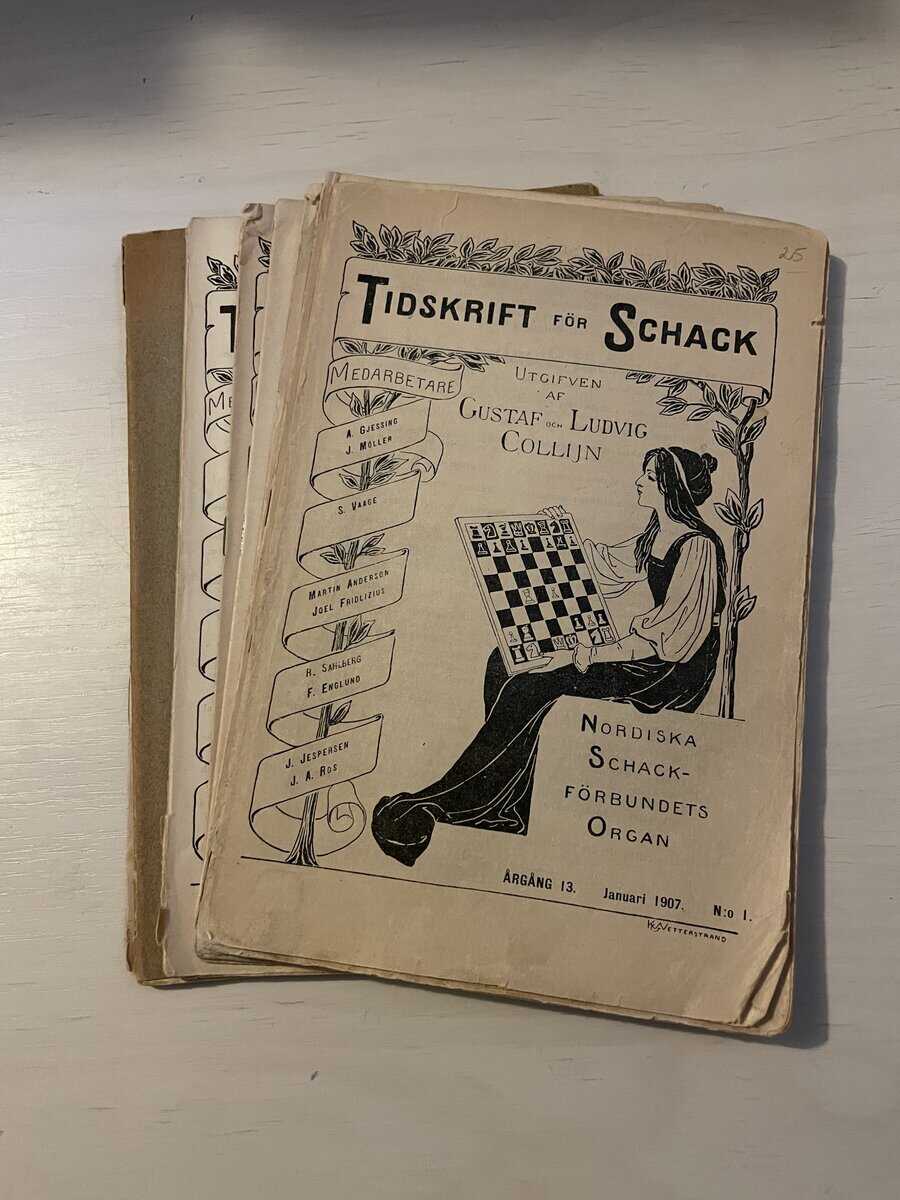 25
TIDSKRIFT FÖR SCHACK
MEDARBETARE
A. GJESSING
J. MÖLLER
S. VAAGE
MARTIN ANDERSON
JOEL FRIDLIZIUS
R. SAHLBERG
F. ENGLUND
J. JESPERSEN
J. A. ROS
UTGIFVEN
AF
GUSTAF OCH LUDVIG
COLLIJN
NORDISKA
SCHACK-
FÖRBUNDETS
ORGAN
ÅRGÅNG 13. Januari 1907. N:o 1.
T
ME